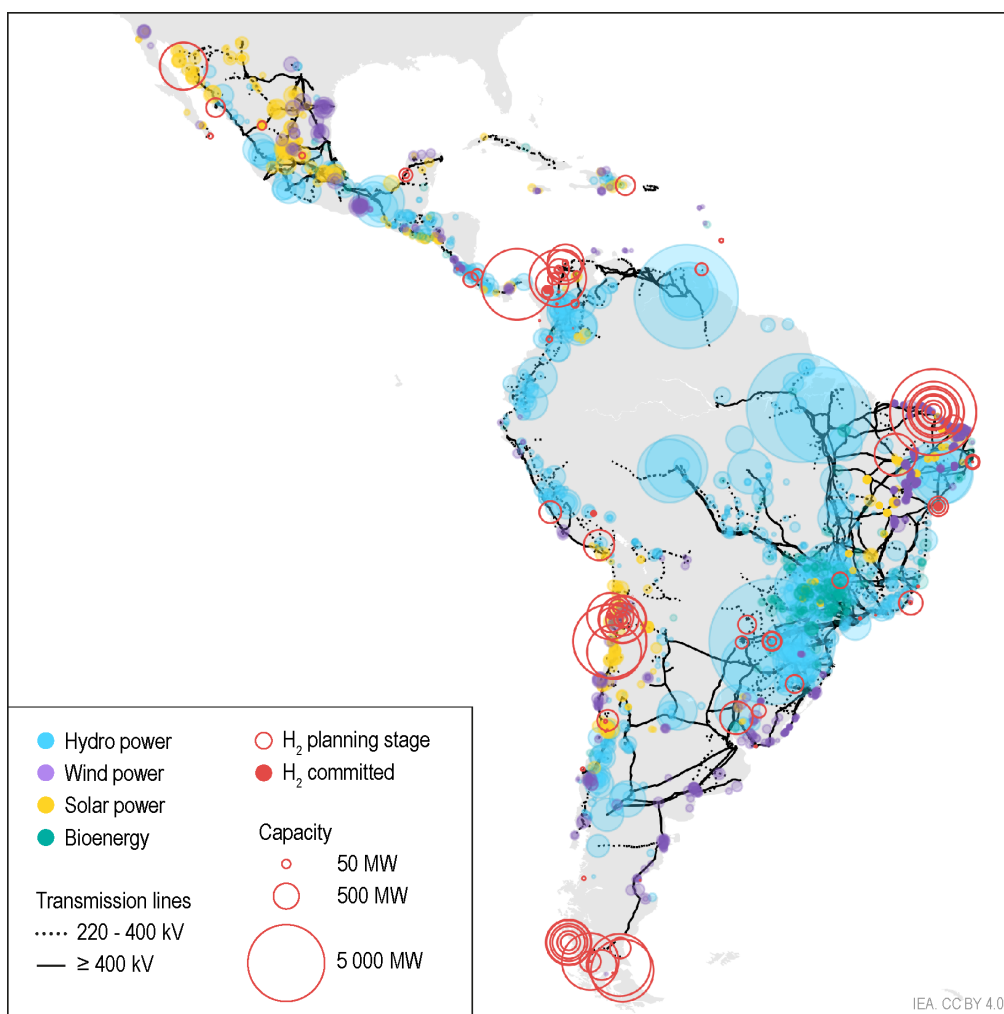 Hydro power
Wind power
Solar power
Bioenergy
H₂ planning stage
H₂ committed
Transmission lines
220 - 400 kV
≥ 400 kV
Capacity
50 MW
500 MW
5 000 MW
IEA. CC BY 4.0